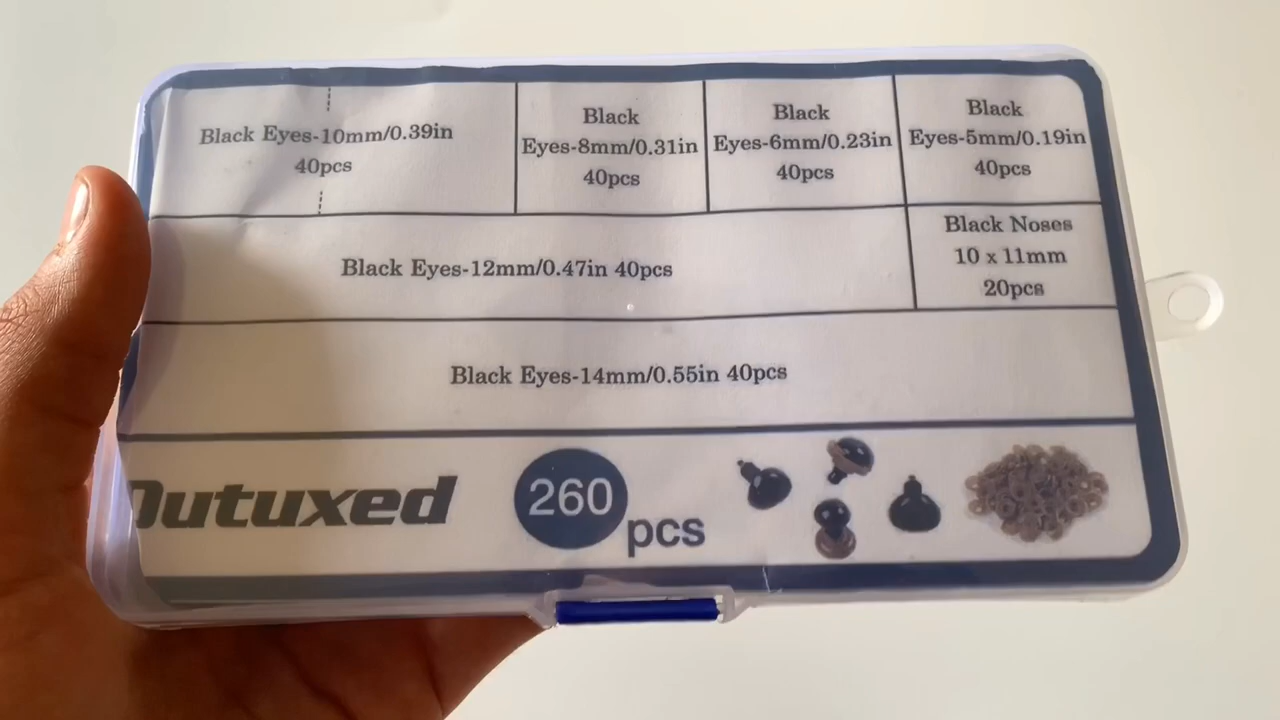 Black Eyes-10mm/0.39in
40pcs
Black
Eyes-8mm/0.31in
40pcs
Black
Eyes-6mm/0.23in
40pcs
Black
Eyes-5mm/0.19in
40pcs
Black Eyes-12mm/0.47in 40pcs
Black Noses
10 x 11mm
20pcs
Black Eyes-14mm/0.55in 40pcs
Outuxed
260
pcs